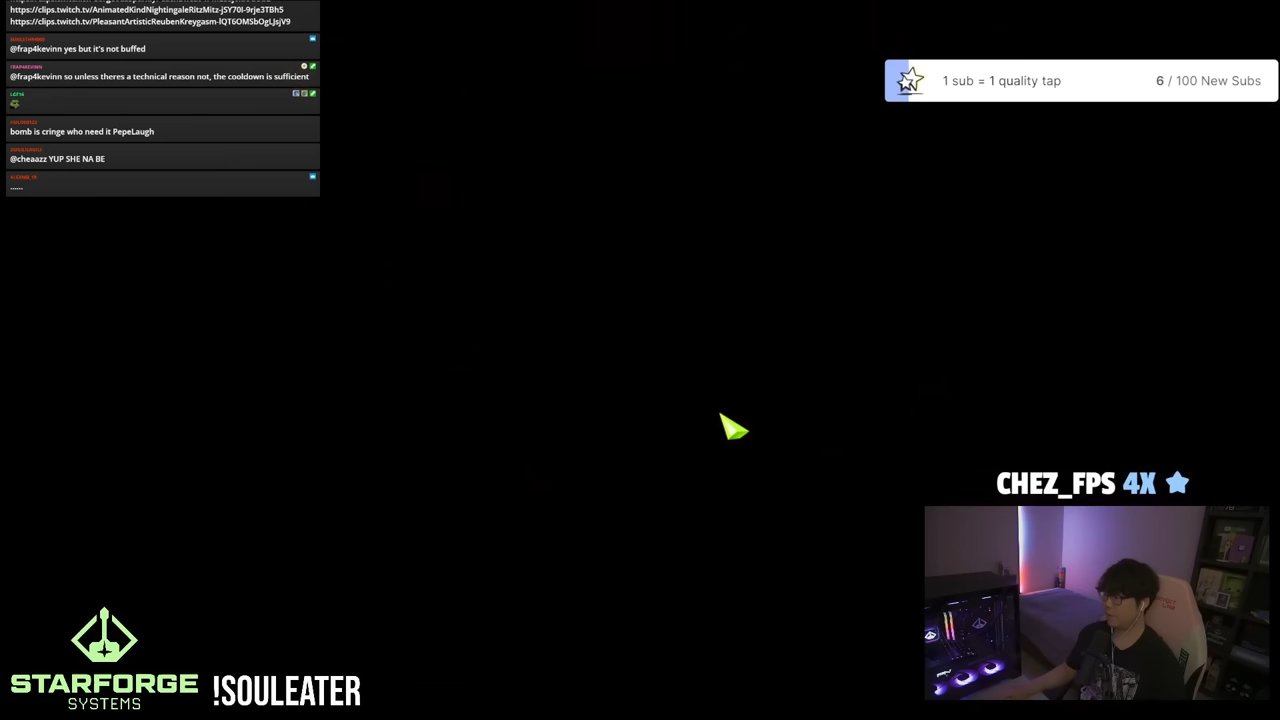 https://clips.twitch.tv/AnimatedKindNightingaleRitzMitz-jSY70I-9rje3TBh5
https://clips.twitch.tv/PleasantArtisticReubenKreygasm-lQT6OMSbOgLJsjV9
@frap4kevinn yes but it's not buffed
FRAP4KEVINN
@frap4kevinn so unless theres a technical reason not, the cooldown is sufficient
bomb is cringe who need it PepeLaugh
@cheaazz YUP SHE NA BE
......
1 sub = 1 quality tap
6 / 100 New Subs
CHEZ_FPS 4X
STARFORGE
SYSTEMS
!SOULEATER